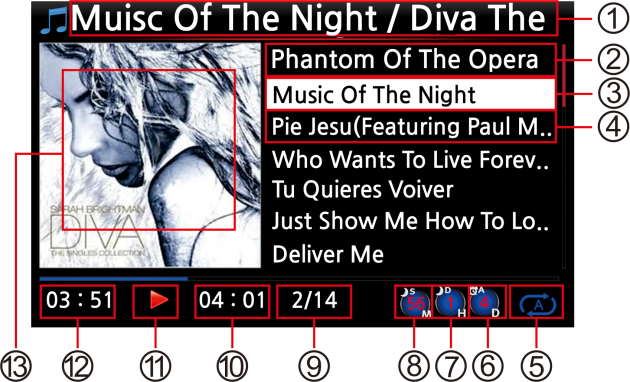 Muisc Of The Night / Diva The
①
Phantom Of The Opera
②
Music Of The Night
③
Pie Jesu(Featuring Paul M..
④
Who Wants To Live Forev..
Tu Quieres Voiver
Just Show Me How To Lo..
Deliver Me
SARAH BRIGHTMAN
DIVA
THE SINGLES COLLECTION
03 : 51
04 : 01
2/14
S 56 M
D 1 H
A 4 D
A
⑬ ⑫ ⑪ ⑩ ⑨ ⑧ ⑦ ⑥ ⑤